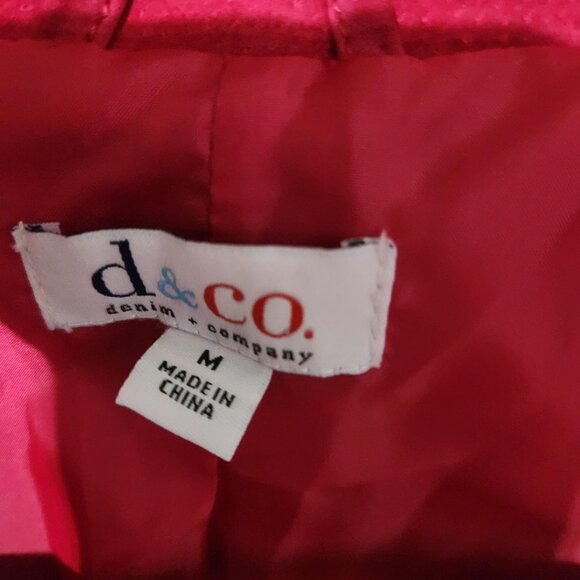 d&co.
denim + company
M
MADE IN
CHINA